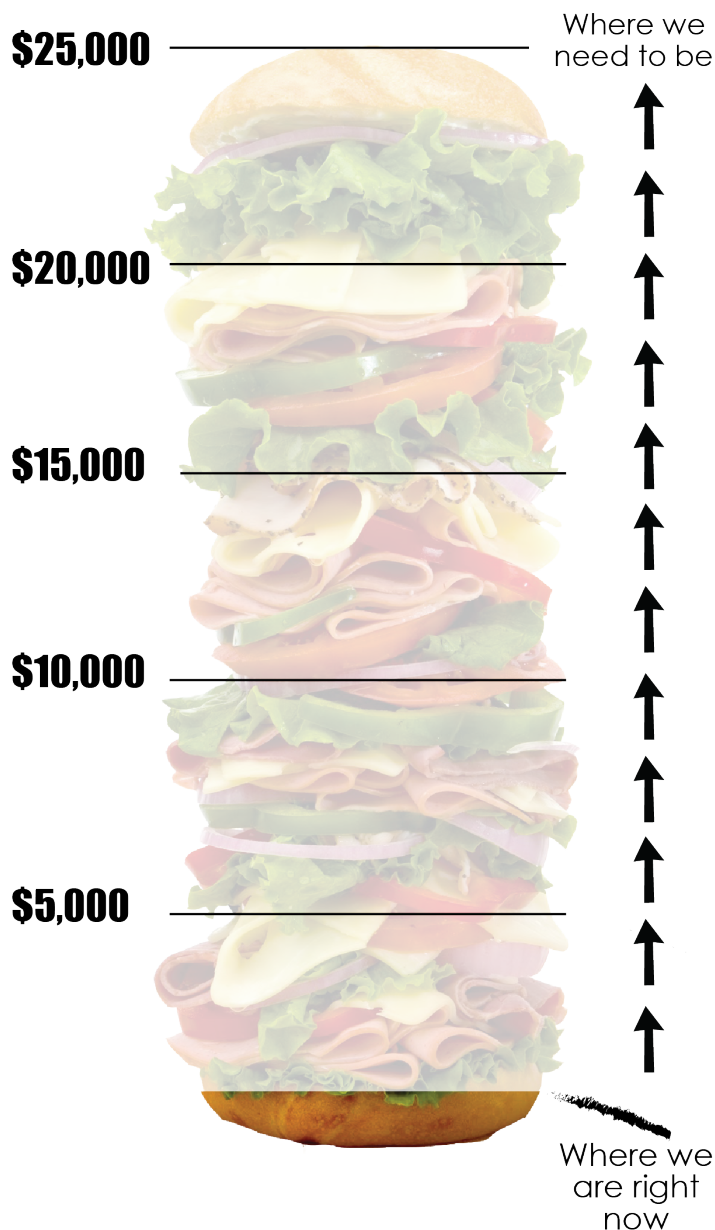 $25,000
Where we
need to be
$20,000
$15,000
$10,000
$5,000
Where we
are right
now